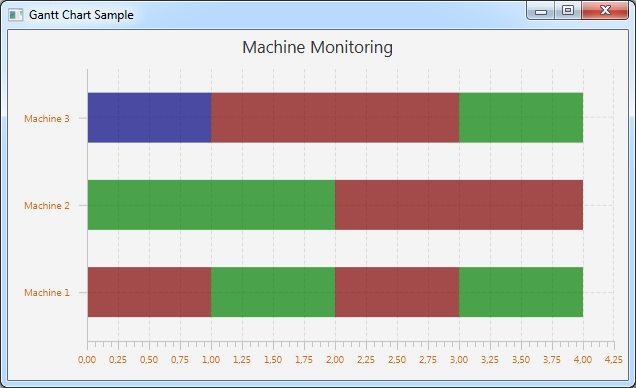 Gantt Chart Sample
Machine Monitoring
Machine 3
Machine 2
Machine 1
0,00 0,25 0,50 0,75 1,00 1,25 1,50 1,75 2,00 2,25 2,50 2,75 3,00 3,25 3,50 3,75 4,00 4,25